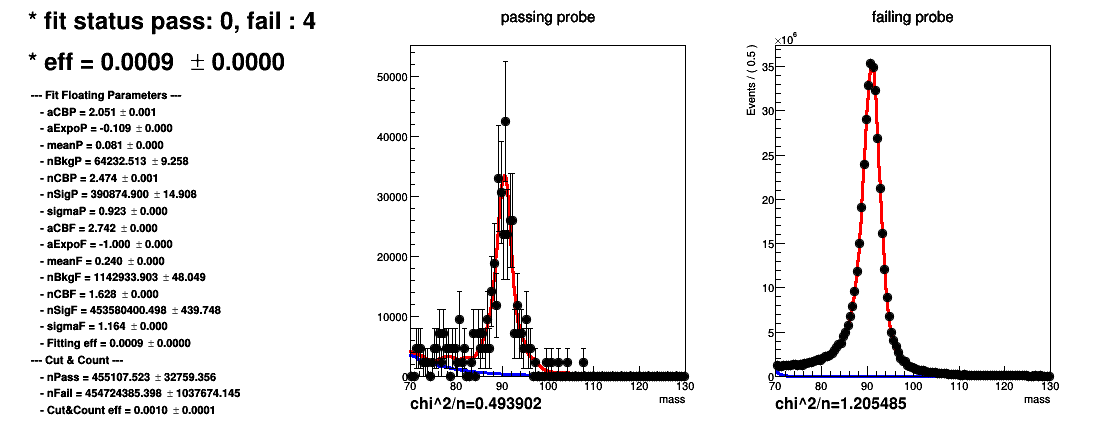 * fit status pass: 0, fail : 4
* eff = 0.0009 ± 0.0000
--- Fit Floating Parameters ---
- aCBP = 2.051 ± 0.001
- aExpoP = -0.109 ± 0.000
- meanP = 0.081 ± 0.000
- nBkgP = 64232.513 ± 9.258
- nCBP = 2.474 ± 0.001
- nSigP = 390874.900 ± 14.908
- sigmaP = 0.923 ± 0.000
- aCBF = 2.742 ± 0.000
- aExpoF = -1.000 ± 0.000
- meanF = 0.240 ± 0.000
- nBkgF = 1142933.903 ± 48.049
- nCBF = 1.628 ± 0.000
- nSigF = 453580400.498 ± 439.748
- sigmaF = 1.164 ± 0.000
- Fitting eff = 0.0009 ± 0.0000
--- Cut & Count ---
- nPass = 455107.523 ± 32759.356
- nFail = 454724385.398 ± 1037674.145
- Cut&Count eff = 0.0010 ± 0.0001
passing probe
50000
40000
30000
20000
10000
0
70 80 90 100 110 120 130
mass
chi^2/n=0.493902
failing probe
×10^6
Events / ( 0.5 )
35
30
25
20
15
10
5
0
70 80 90 100 110 120 130
mass
chi^2/n=1.205485